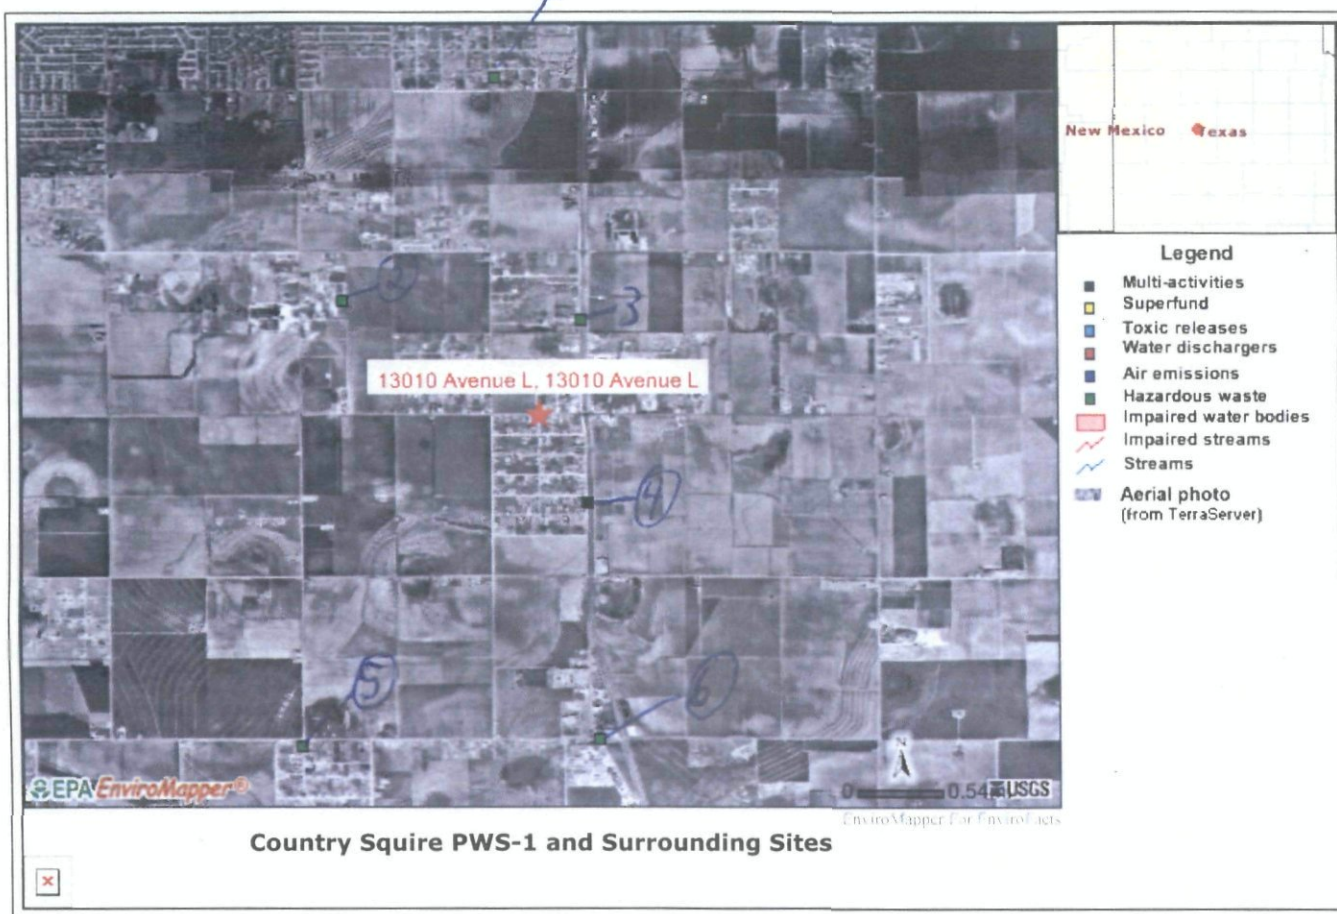 New Mexico Texas
Legend
Multi-activities
Superfund
Toxic releases
Water dischargers
Air emissions
Hazardous waste
Impaired water bodies
Impaired streams
Streams
Aerial photo
(from TerraServer)
2
3
13010 Avenue L, 13010 Avenue L
4
5
6
N
EPA EnviroMapper®
0 0.54 USGS
EnviroMapper For EnviroFacts
Country Squire PWS-1 and Surrounding Sites